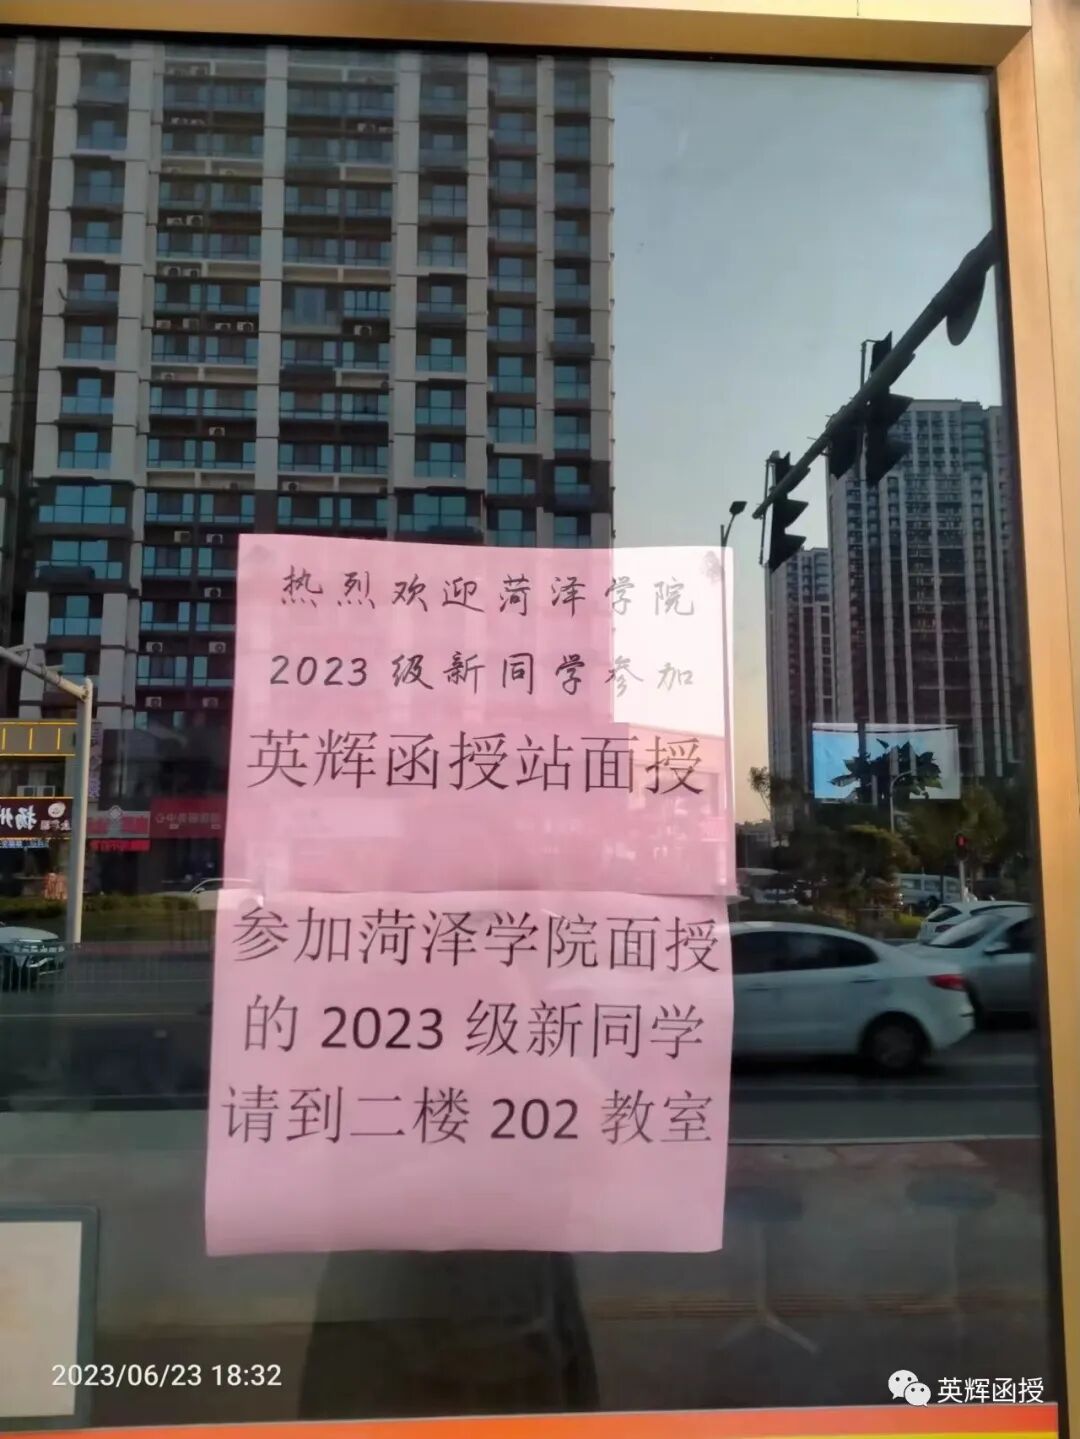 热烈欢迎菏泽学院
2023级新同学参加
英辉函授站面授
参加菏泽学院面授
的2023级新同学
请到二楼202教室
扬州
2023/06/23 18:32
英辉函授